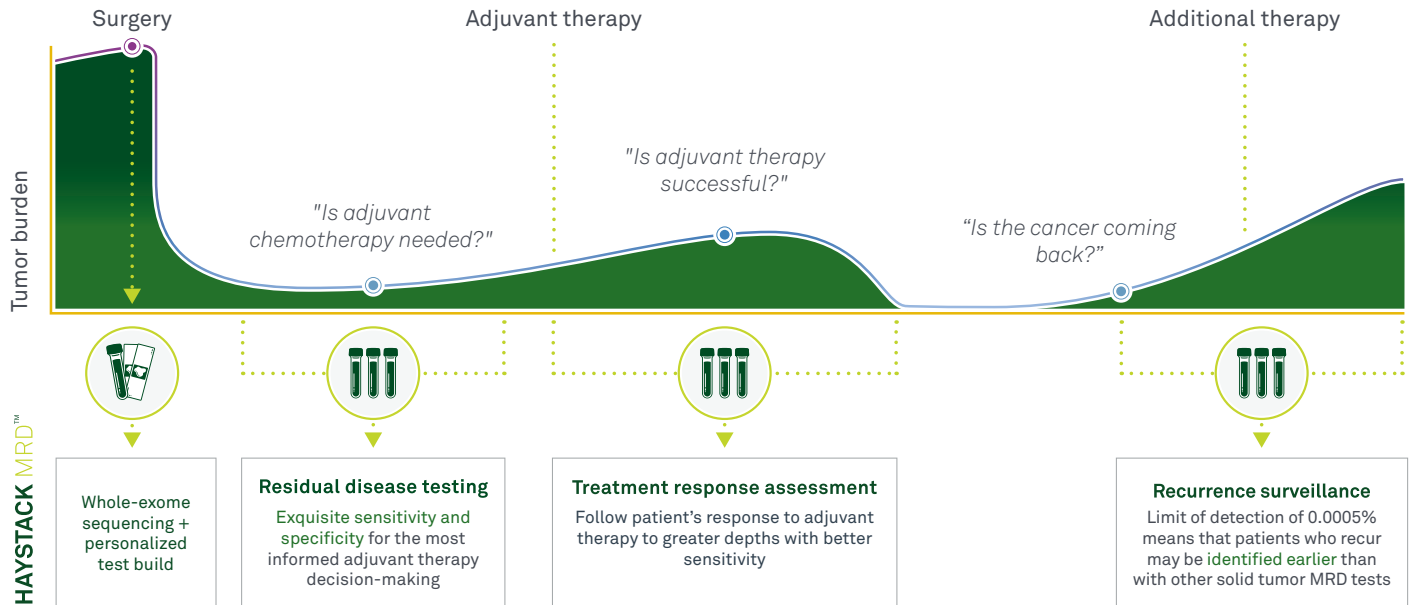 Surgery
Adjuvant therapy
Additional therapy
Tumor burden
"Is adjuvant
chemotherapy needed?"
"Is adjuvant therapy
successful?"
“Is the cancer coming
back?”
HAYSTACK MRD™
Whole-exome
sequencing +
personalized
test build
Residual disease testing
Exquisite sensitivity and
specificity for the most
informed adjuvant therapy
decision-making
Treatment response assessment
Follow patient’s response to adjuvant
therapy to greater depths with better
sensitivity
Recurrence surveillance
Limit of detection of 0.0005%
means that patients who recur
may be identified earlier than
with other solid tumor MRD tests